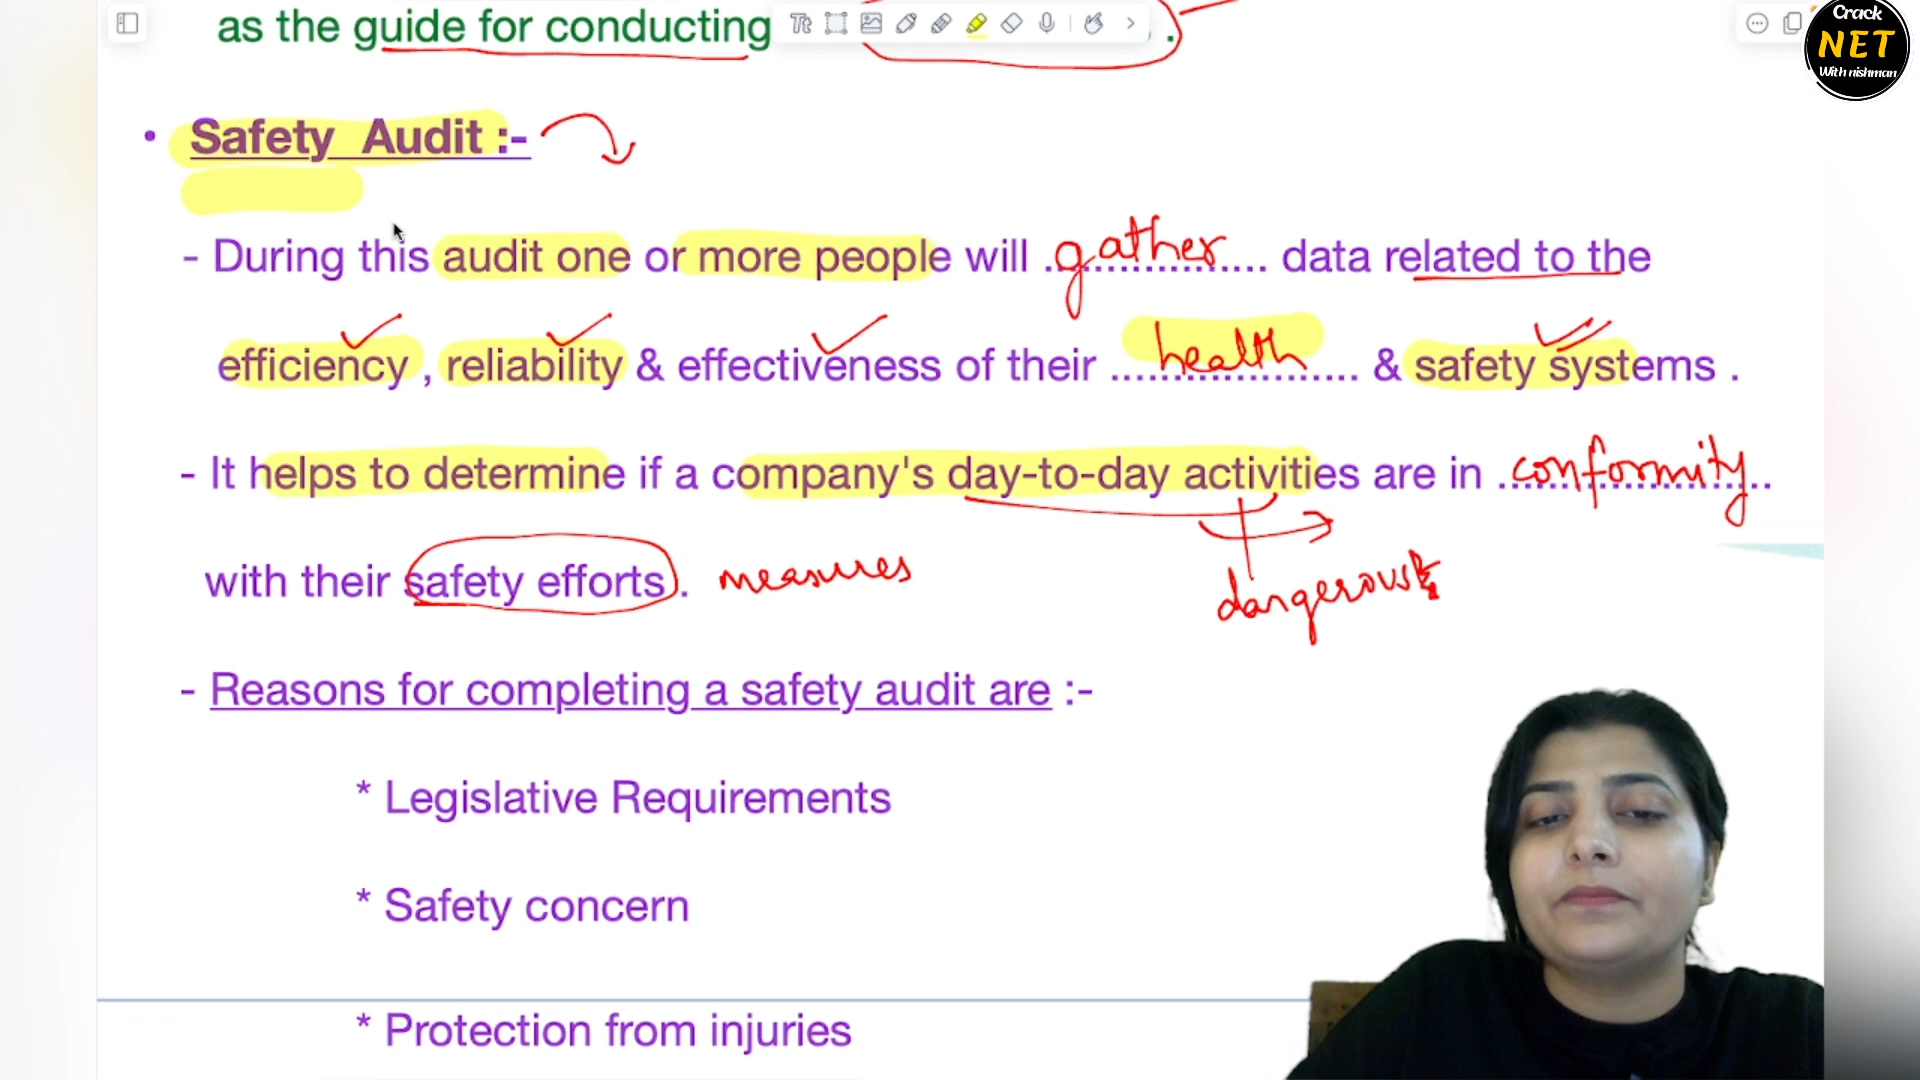 as the guide for conducting
Crack
NET
With nishman
• Safety Audit :-
- During this audit one or more people will gather data related to the
efficiency , reliability & effectiveness of their health & safety systems .
- It helps to determine if a company's day-to-day activities are in conformity
with their safety efforts . measures
dangerous
- Reasons for completing a safety audit are :-
* Legislative Requirements
* Safety concern
* Protection from injuries